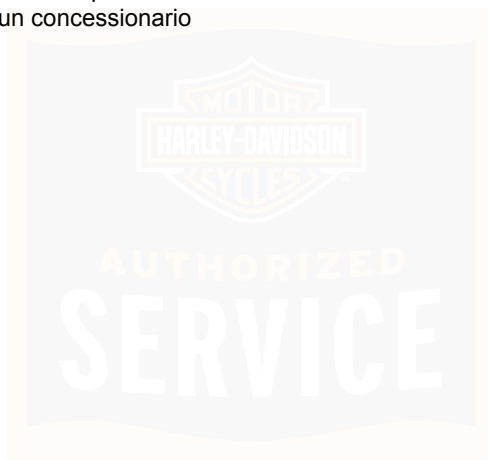 un concessionario
MOTOR
HARLEY-DAVIDSON
CYCLES
AUTHORIZED
SERVICE